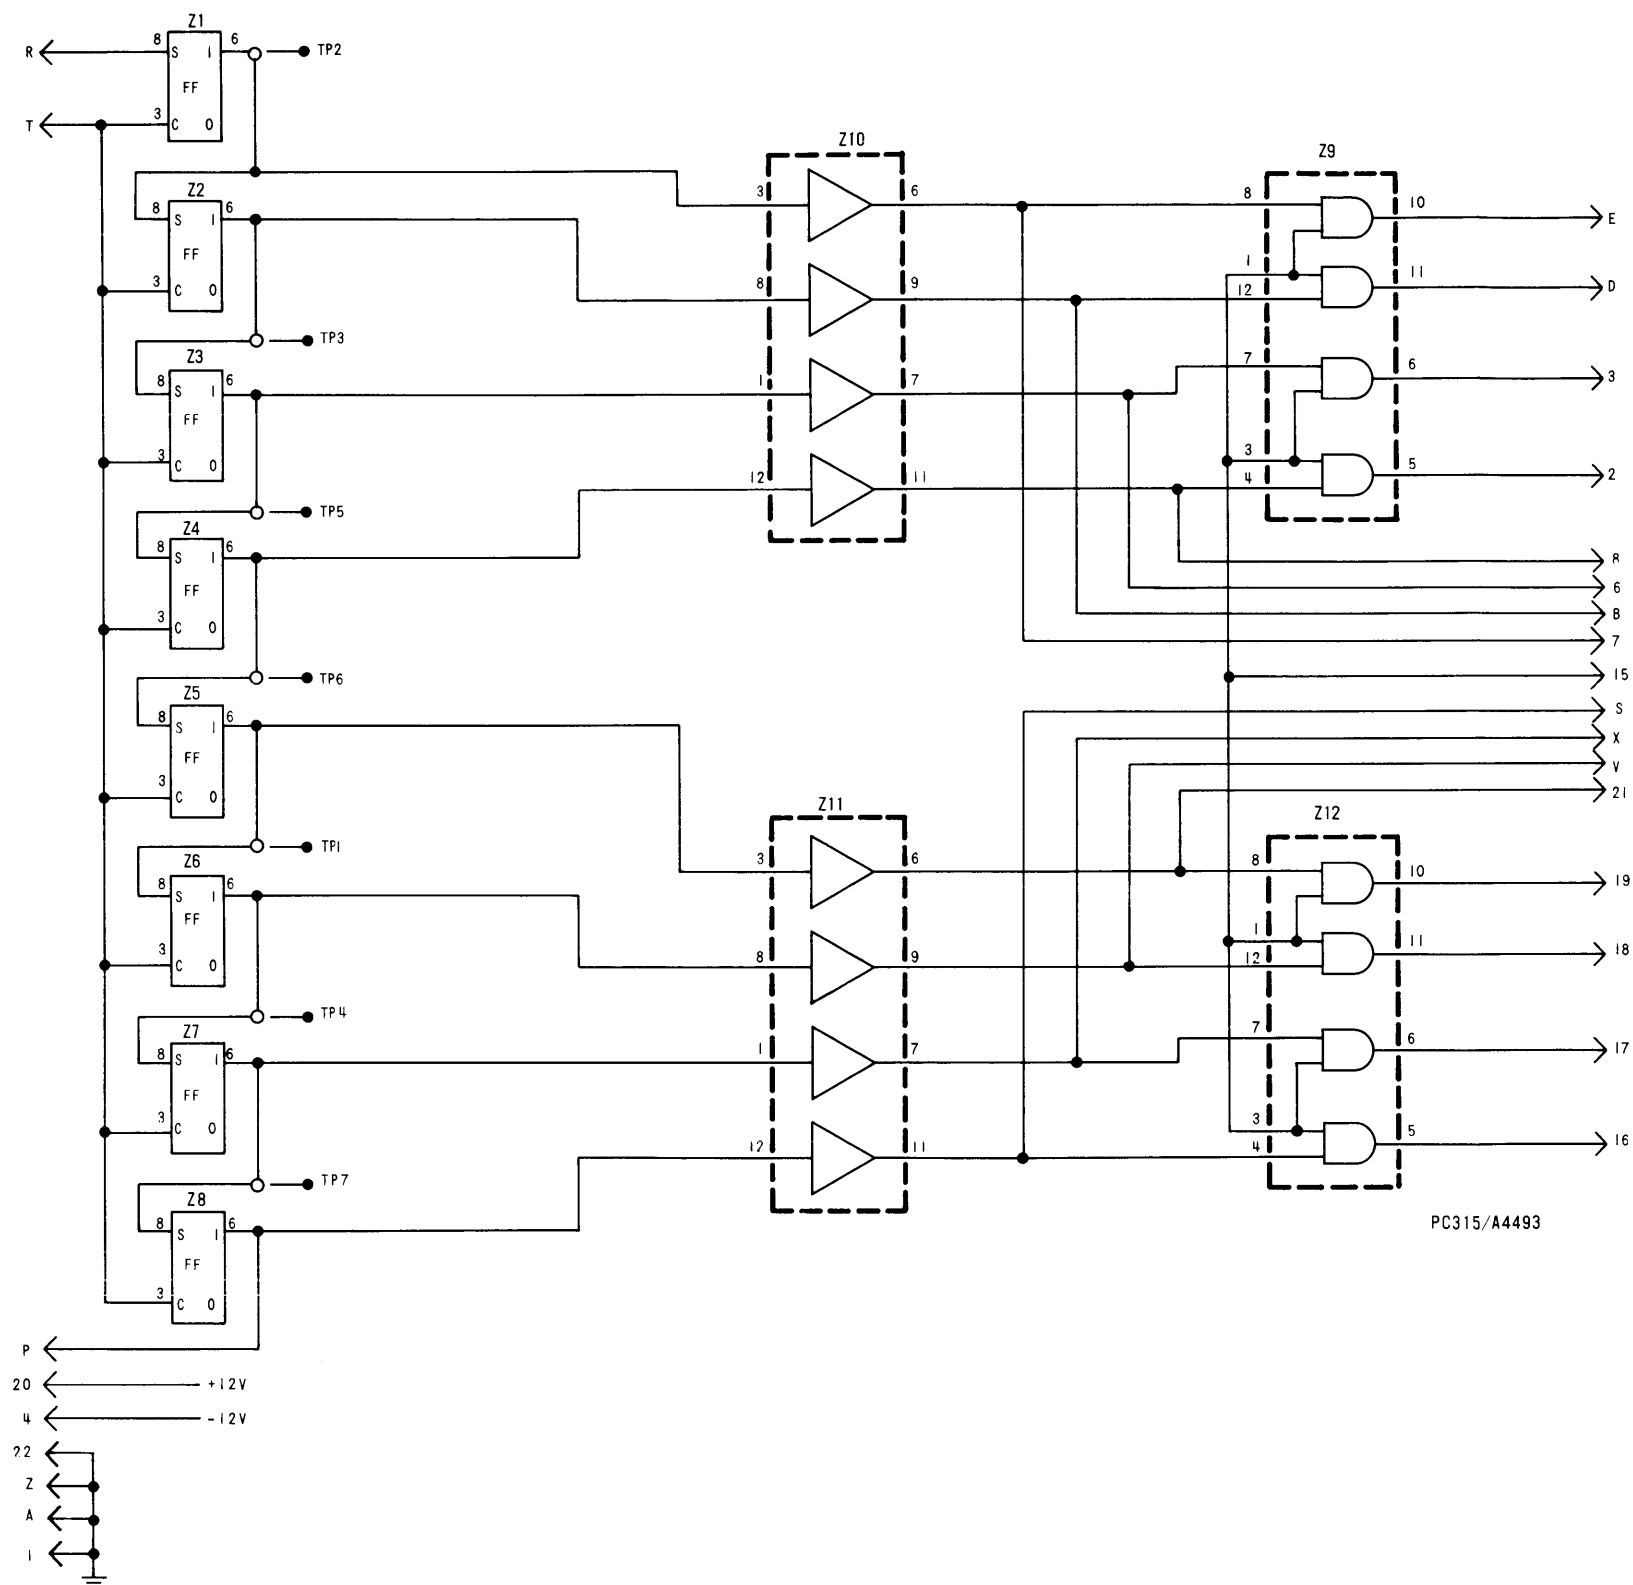 Z1
R 8 S 1 6 TP2
FF
T 3 C 0
Z10
Z9
Z2
8 S 1 6
FF
3 C 0
3 6 8 10 E
1 11 D
8 9 12
TP3
Z3
8 S 1 6
FF
3 C 0
1 7 7 6 3
12 11 3 5 2
4
TP5
Z4
8 S 1 6
FF
3 C 0
8
6
B
7
15
S
X
V
21
TP6
Z5
8 S 1 6
FF
3 C 0
Z11
Z12
TP1
3 6 8 10 19
Z6
8 S 1 6
FF
3 C 0
1 11 18
8 9 12
TP4
Z7
8 S 1 6
FF
3 C 0
7 6 17
1 7
3 5 16
12 11 4
TP7
Z8
8 S 1 6
FF
3 C 0
PC315/A4493
P
20 +12V
4 -12V
22
Z
A
1